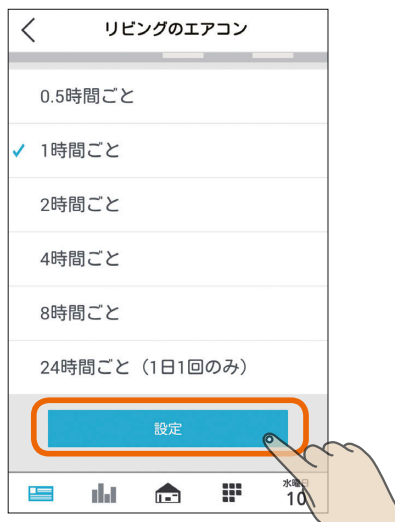 リビングのエアコン
0.5時間ごと
1時間ごと
2時間ごと
4時間ごと
8時間ごと
24時間ごと（1日1回のみ）
設定
水曜日
10